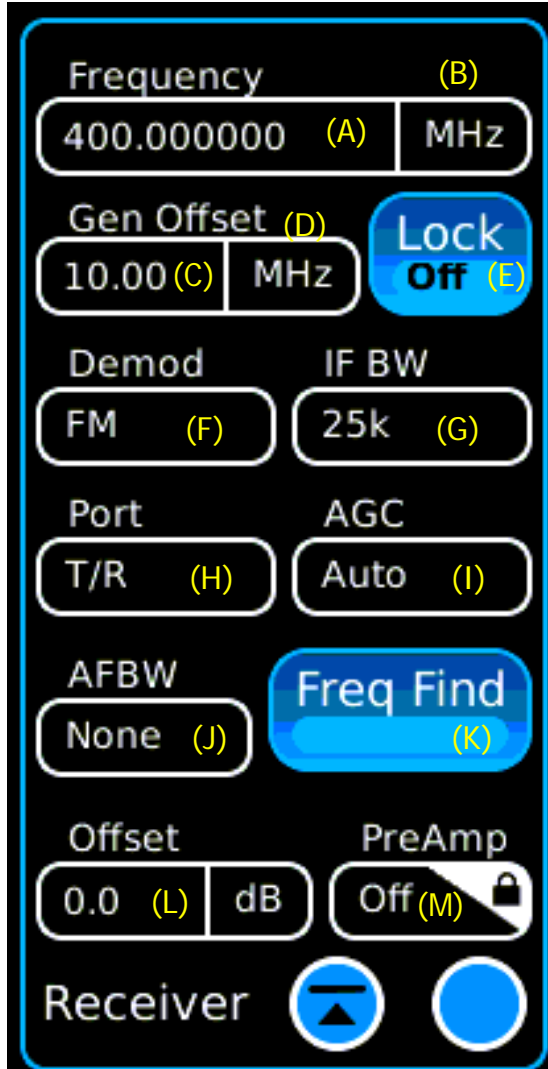 Frequency (B)
400.000000 (A) MHz
Gen Offset (D)
10.00 (C) MHz
Lock
Off (E)
Demod IF BW
FM (F) 25k (G)
Port AGC
T/R (H) Auto (I)
AFBW
None (J)
Freq Find
(K)
Offset PreAmp
0.0 (L) dB Off (M)
Receiver